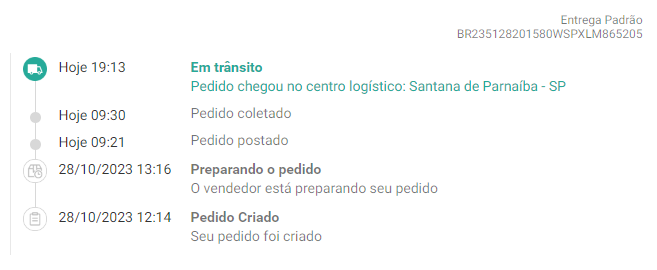 Entrega Padrão
BR235128201580WSPXLM865205
Hoje 19:13 Em trânsito
Pedido chegou no centro logístico: Santana de Parnaíba - SP
Hoje 09:30 Pedido coletado
Hoje 09:21 Pedido postado
28/10/2023 13:16 Preparando o pedido
O vendedor está preparando seu pedido
28/10/2023 12:14 Pedido Criado
Seu pedido foi criado